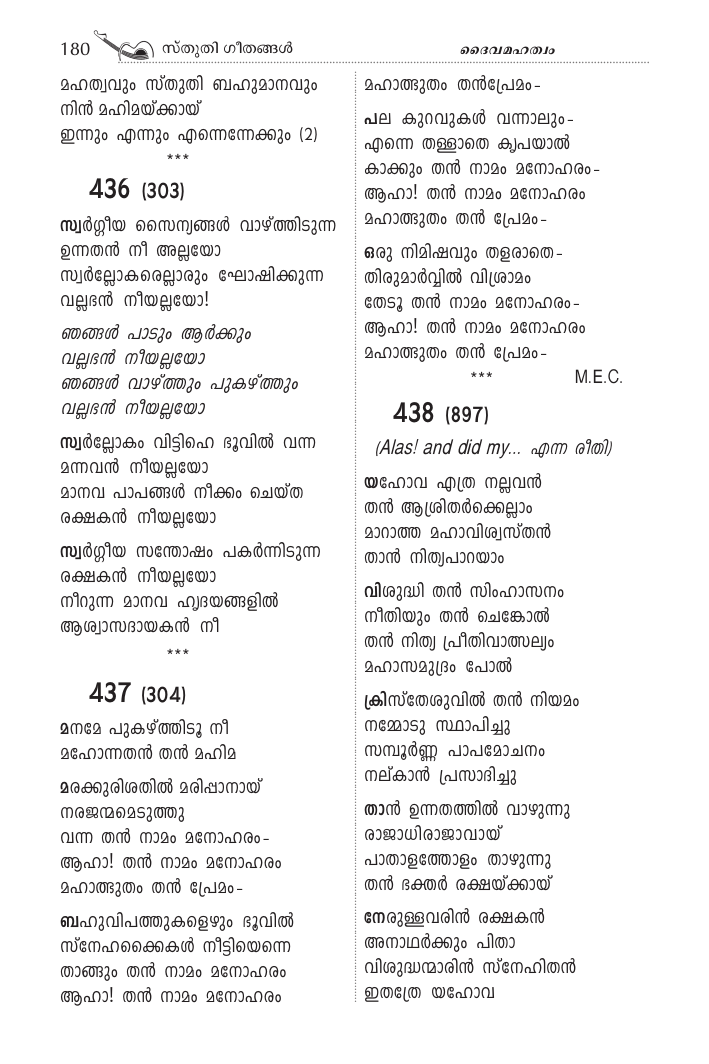 180 സ്തുതി ഗീതങ്ങൾ
ദൈവമഹത്വം
മഹത്വവും സ്തുതി ബഹുമാനവും
നിൻ മഹിമയ്ക്കായ്
ഇന്നും എന്നും എന്നെന്നേക്കും (2)
***
436 (303)
സ്വർഗ്ഗീയ സൈന്യങ്ങൾ വാഴ്ത്തിടുന്ന
ഉന്നതൻ നീ അല്ലയോ
സ്വർല്ലോകരെല്ലാരും ഘോഷിക്കുന്ന
വല്ലഭൻ നീയല്ലയോ!
ഞങ്ങൾ പാടും ആർക്കും
വല്ലഭൻ നീയല്ലയോ
ഞങ്ങൾ വാഴ്ത്തും പുകഴ്ത്തും
വല്ലഭൻ നീയല്ലയോ
സ്വർല്ലോകം വിട്ടിഹെ ഭൂവിൽ വന്ന
മന്നവൻ നീയല്ലയോ
മാനവ പാപങ്ങൾ നീക്കം ചെയ്ത
രക്ഷകൻ നീയല്ലയോ
സ്വർഗ്ഗീയ സന്തോഷം പകർന്നിടുന്ന
രക്ഷകൻ നീയല്ലയോ
നീറുന്ന മാനവ ഹൃദയങ്ങളിൽ
ആശ്വാസദായകൻ നീ
***
437 (304)
മനമേ പുകഴ്ത്തിടൂ നീ
മഹോന്നതൻ തൻ മഹിമ
മരക്കുരിശതിൽ മരിപ്പാനായ്
നരജന്മമെടുത്തു
വന്ന തൻ നാമം മനോഹരം-
ആഹാ! തൻ നാമം മനോഹരം
മഹാത്ഭുതം തൻ പ്രേമം-
ബഹുവിപത്തുകളെഴും ഭൂവിൽ
സ്നേഹക്കൈകൾ നീട്ടിയെന്നെ
താങ്ങും തൻ നാമം മനോഹരം
ആഹാ! തൻ നാമം മനോഹരം
മഹാത്ഭുതം തൻപ്രേമം-
പല കുറവുകൾ വന്നാലും-
എന്നെ തള്ളാതെ കൃപയാൽ
കാക്കും തൻ നാമം മനോഹരം-
ആഹാ! തൻ നാമം മനോഹരം
മഹാത്ഭുതം തൻ പ്രേമം-
ഒരു നിമിഷവും തളരാതെ-
തിരുമാർവ്വിൽ വിശ്രാമം
തേടൂ തൻ നാമം മനോഹരം-
ആഹാ! തൻ നാമം മനോഹരം
മഹാത്ഭുതം തൻ പ്രേമം-
*** M.E.C.
438 (897)
(Alas! and did my... എന്ന രീതി)
യഹോവ എത്ര നല്ലവൻ
തൻ ആശ്രിതർക്കെല്ലാം
മാറാത്ത മഹാവിശ്വസ്തൻ
താൻ നിത്യപാറയാം
വിശുദ്ധി തൻ സിംഹാസനം
നീതിയും തൻ ചെങ്കോൽ
തൻ നിത്യ പ്രീതിവാത്സല്യം
മഹാസമുദ്രം പോൽ
ക്രിസ്തേശുവിൽ തൻ നിയമം
നമ്മോടു സ്ഥാപിച്ചു
സമ്പൂർണ്ണ പാപമോചനം
നല്കാൻ പ്രസാദിച്ചു
താൻ ഉന്നതത്തിൽ വാഴുന്നു
രാജാധിരാജാവായ്
പാതാളത്തോളം താഴുന്നു
തൻ ഭക്തർ രക്ഷയ്ക്കായ്
നേരുള്ളവരിൻ രക്ഷകൻ
അനാഥർക്കും പിതാ
വിശുദ്ധന്മാരിൻ സ്നേഹിതൻ
ഇതത്രേ യഹോവ